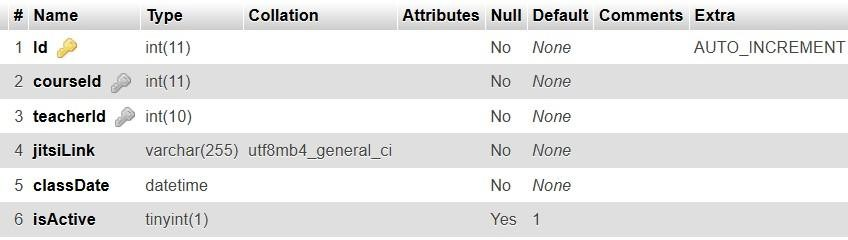 # Name Type Collation Attributes Null Default Comments Extra
1 Id int(11) No None AUTO_INCREMENT
2 courseId int(11) No None
3 teacherId int(10) No None
4 jitsiLink varchar(255) utf8mb4_general_ci No None
5 classDate datetime No None
6 isActive tinyint(1) Yes 1